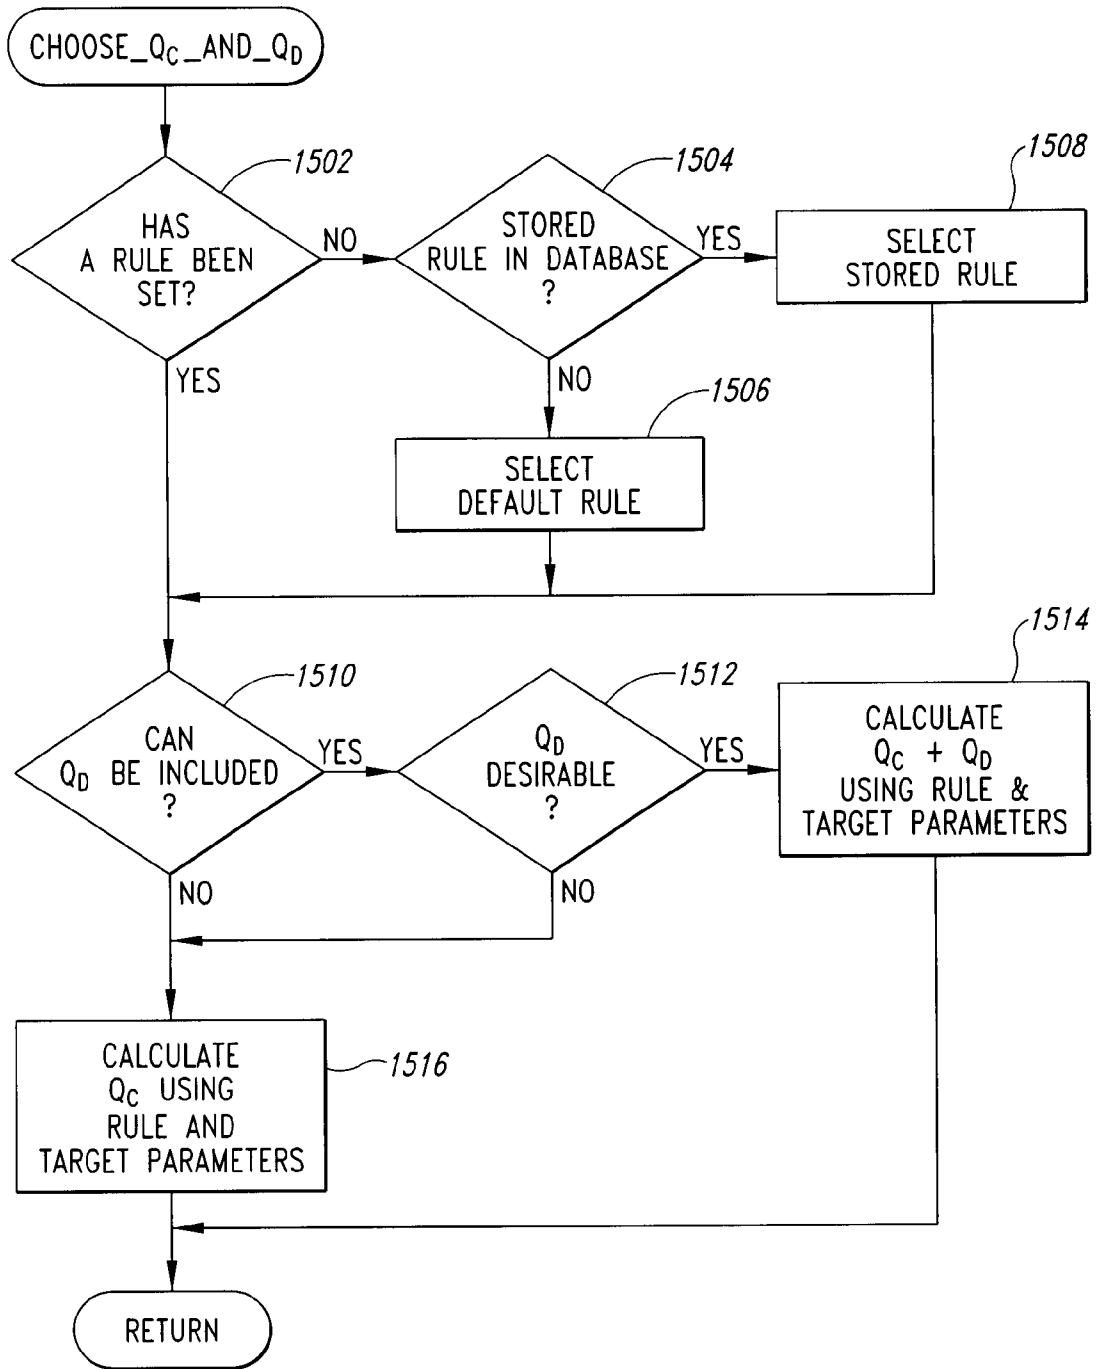 CHOOSE_QC_AND_QD
1502
HAS
A RULE BEEN
SET?
NO
YES
1504
STORED
RULE IN DATABASE
?
YES
NO
1508
SELECT
STORED RULE
1506
SELECT
DEFAULT RULE
1510
CAN
QD BE INCLUDED
?
YES
NO
1512
QD
DESIRABLE
?
YES
NO
1514
CALCULATE
QC + QD
USING RULE &
TARGET PARAMETERS
CALCULATE
QC USING
RULE AND
TARGET PARAMETERS
1516
RETURN